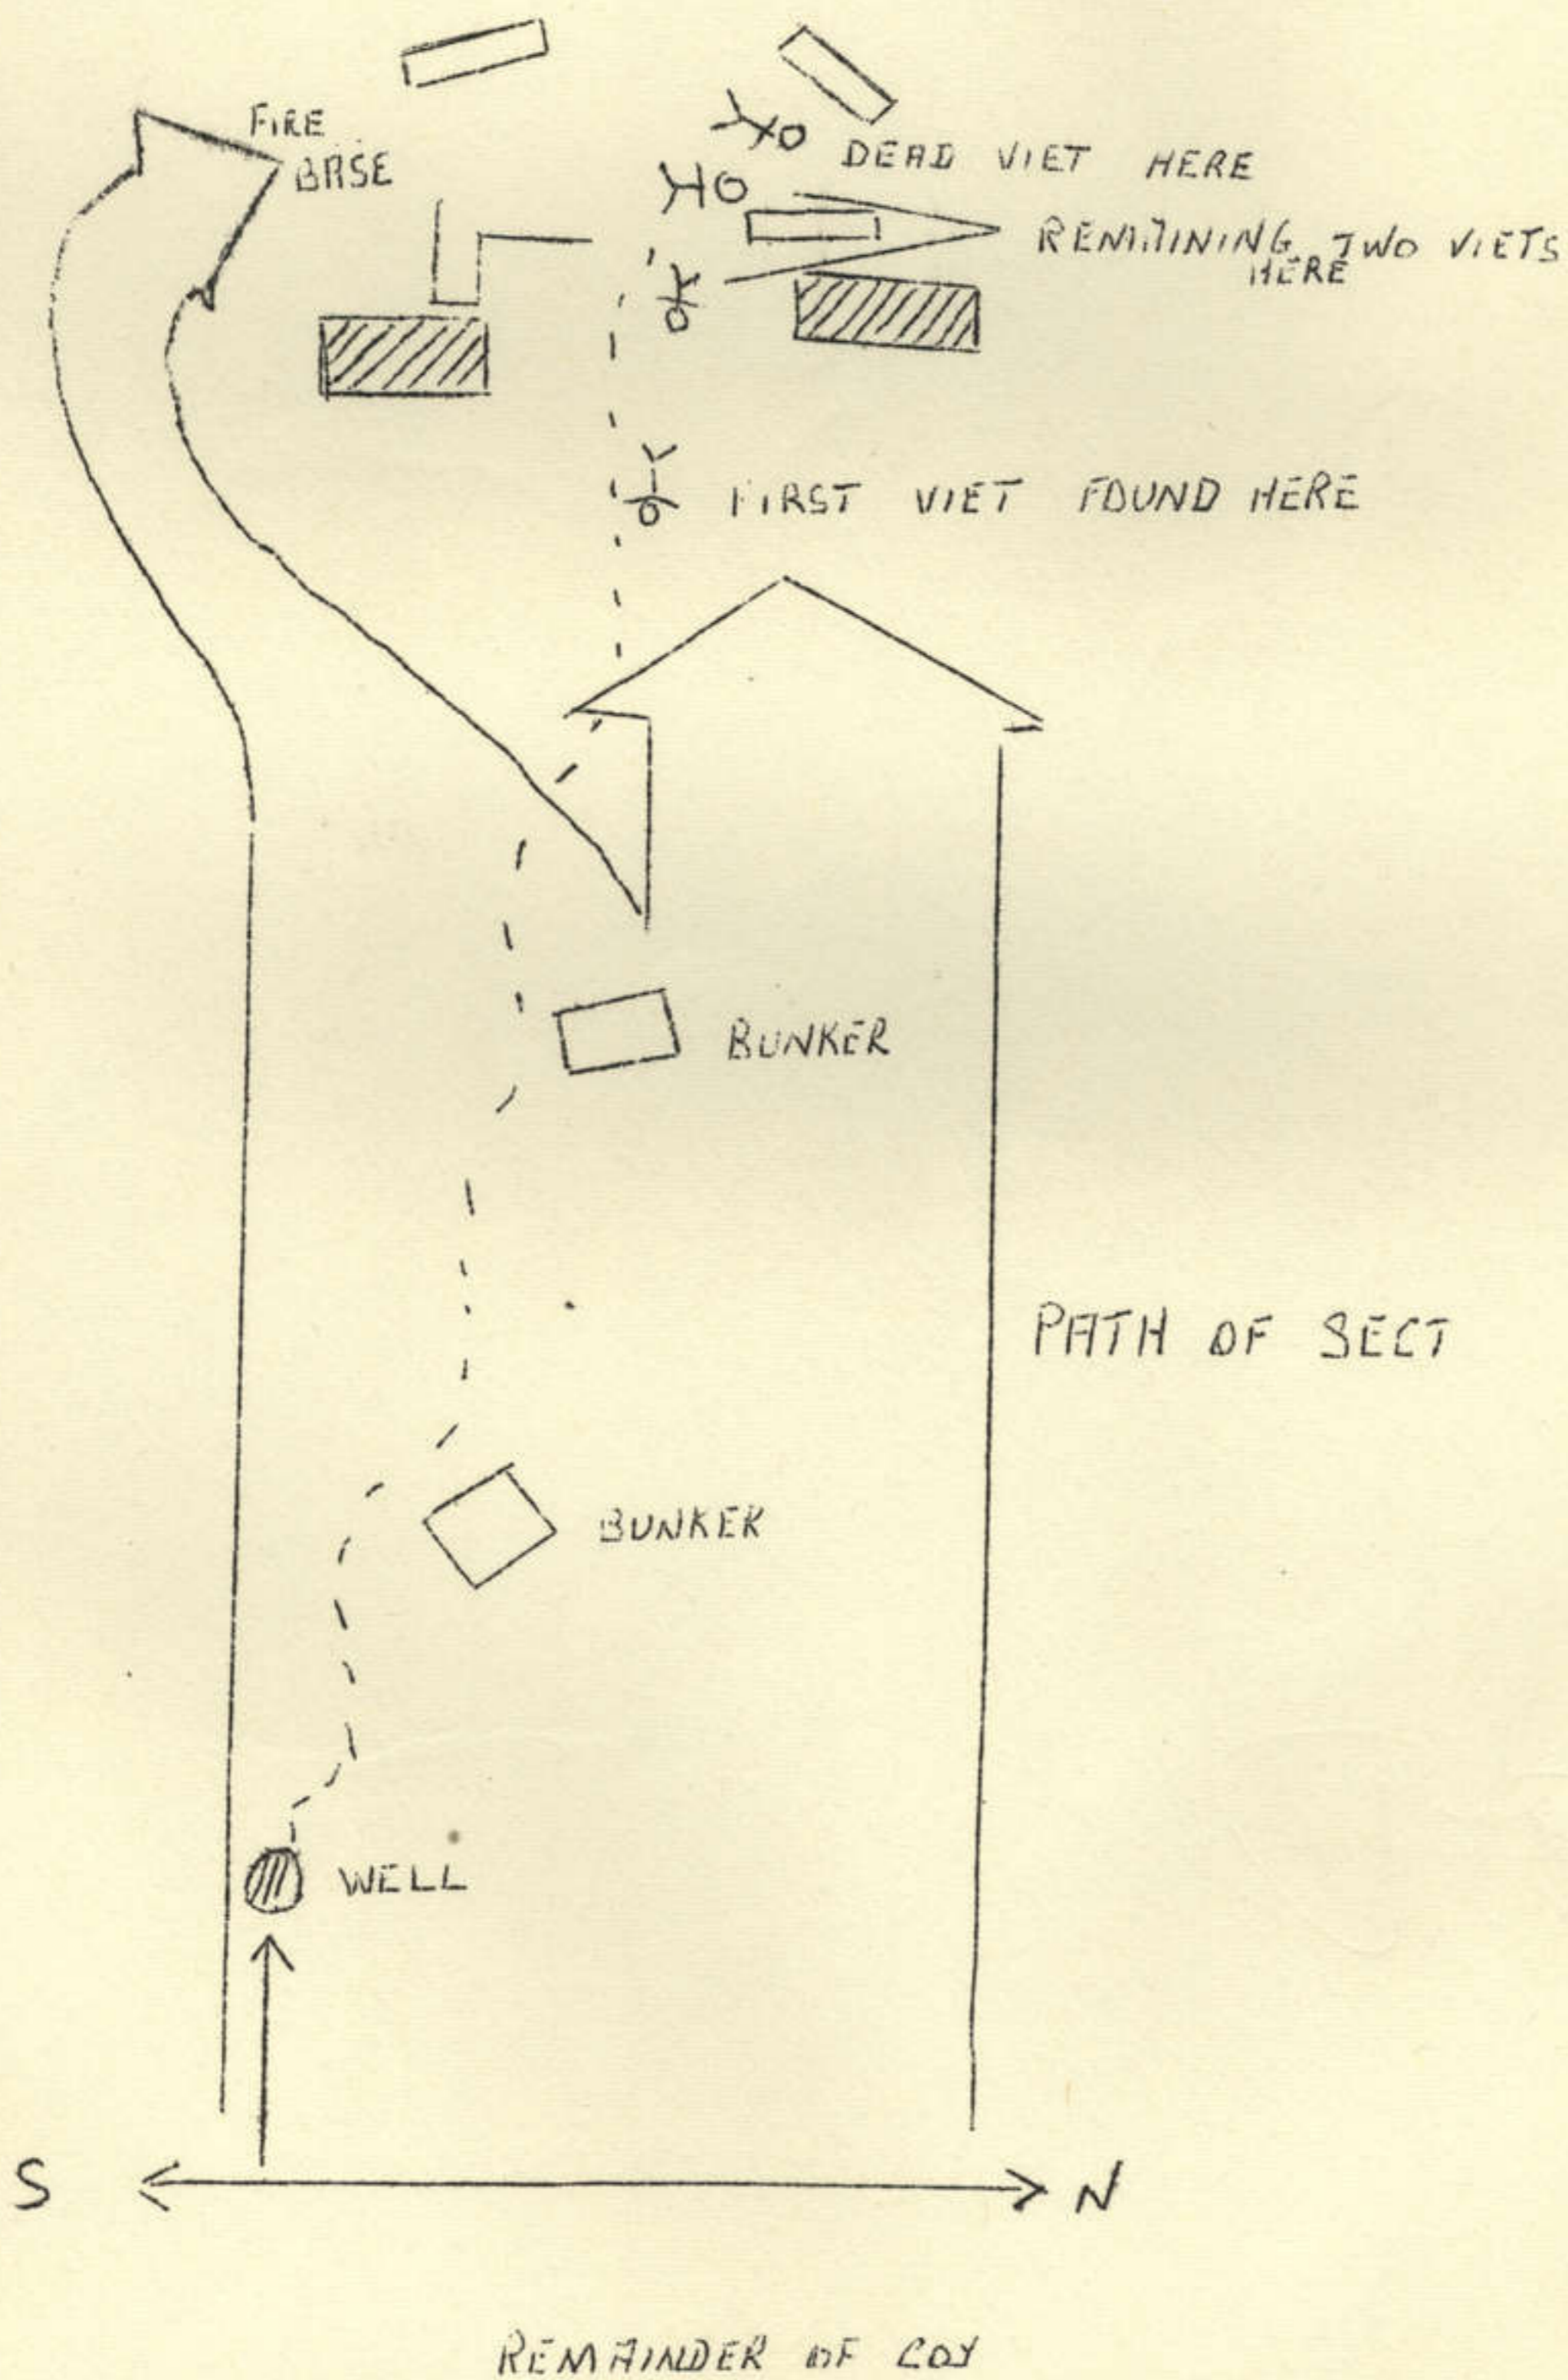 FIRE
BASE
DEAD VIET HERE
REMAINING TWO VIETS
HERE
FIRST VIET FOUND HERE
BUNKER
PATH OF SECT
BUNKER
WELL
S
N
REMAINDER OF COY